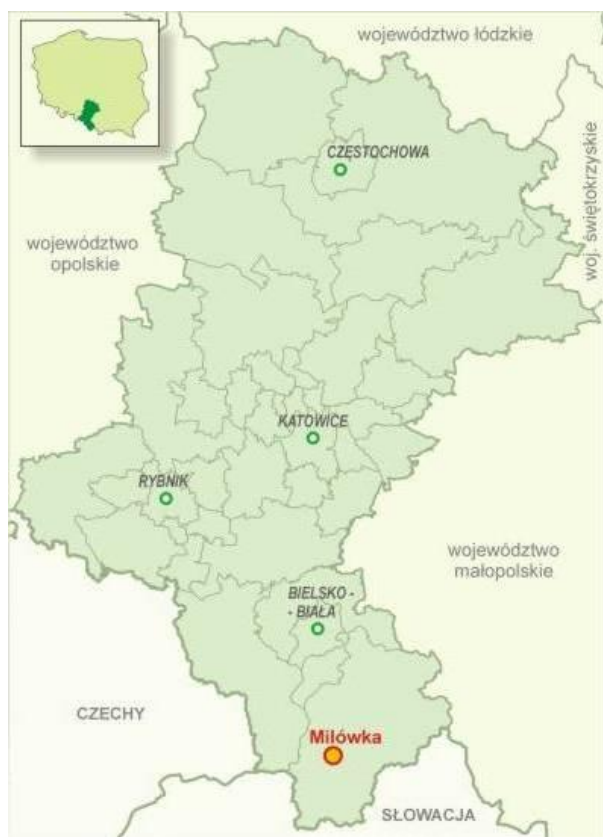 województwo łódzkie
CZĘSTOCHOWA
woj. świętokrzyskie
województwo
opolskie
KATOWICE
RYBNIK
województwo
małopolskie
BIELSKO -
- BIAŁA
CZECHY
Milówka
SŁOWACJA